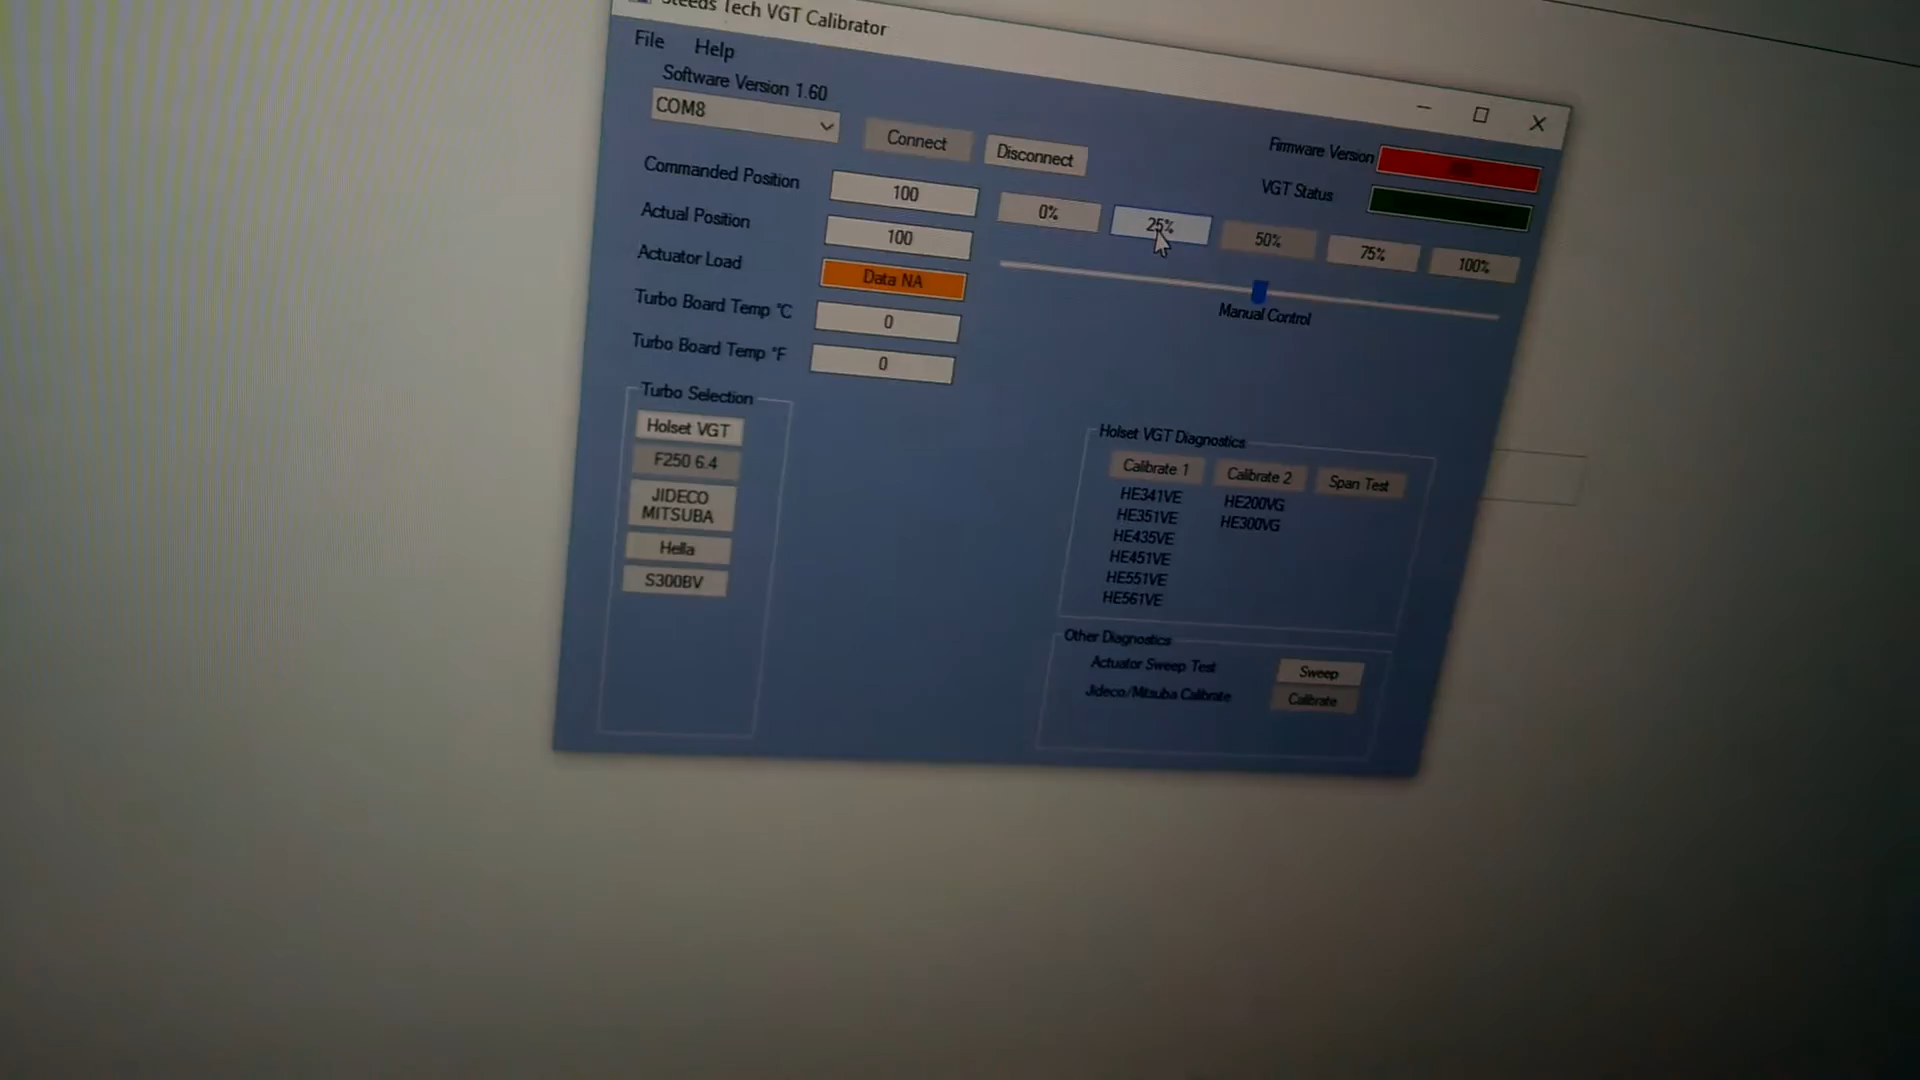 Steeds Tech VGT Calibrator
File Help
Software Version 1.60
COM8
Connect
Disconnect
Firmware Version
VGT Status
Commanded Position
100
0%
25%
50%
75%
100%
Actual Position
100
Manual Control
Actuator Load
Data NA
Turbo Board Temp °C
0
Turbo Board Temp °F
0
Turbo Selection
Holset VGT
F250 6.4
JIDECO
MITSUBA
Hella
S300BV
Holset VGT Diagnostics
Calibrate 1
Calibrate 2
Span Test
HE341VE
HE351VE
HE435VE
HE451VE
HE551VE
HE561VE
HE200VG
HE300VG
Other Diagnostics
Actuator Sweep Test
Sweep
Jideco/Mitsuba Calibrate
Calibrate